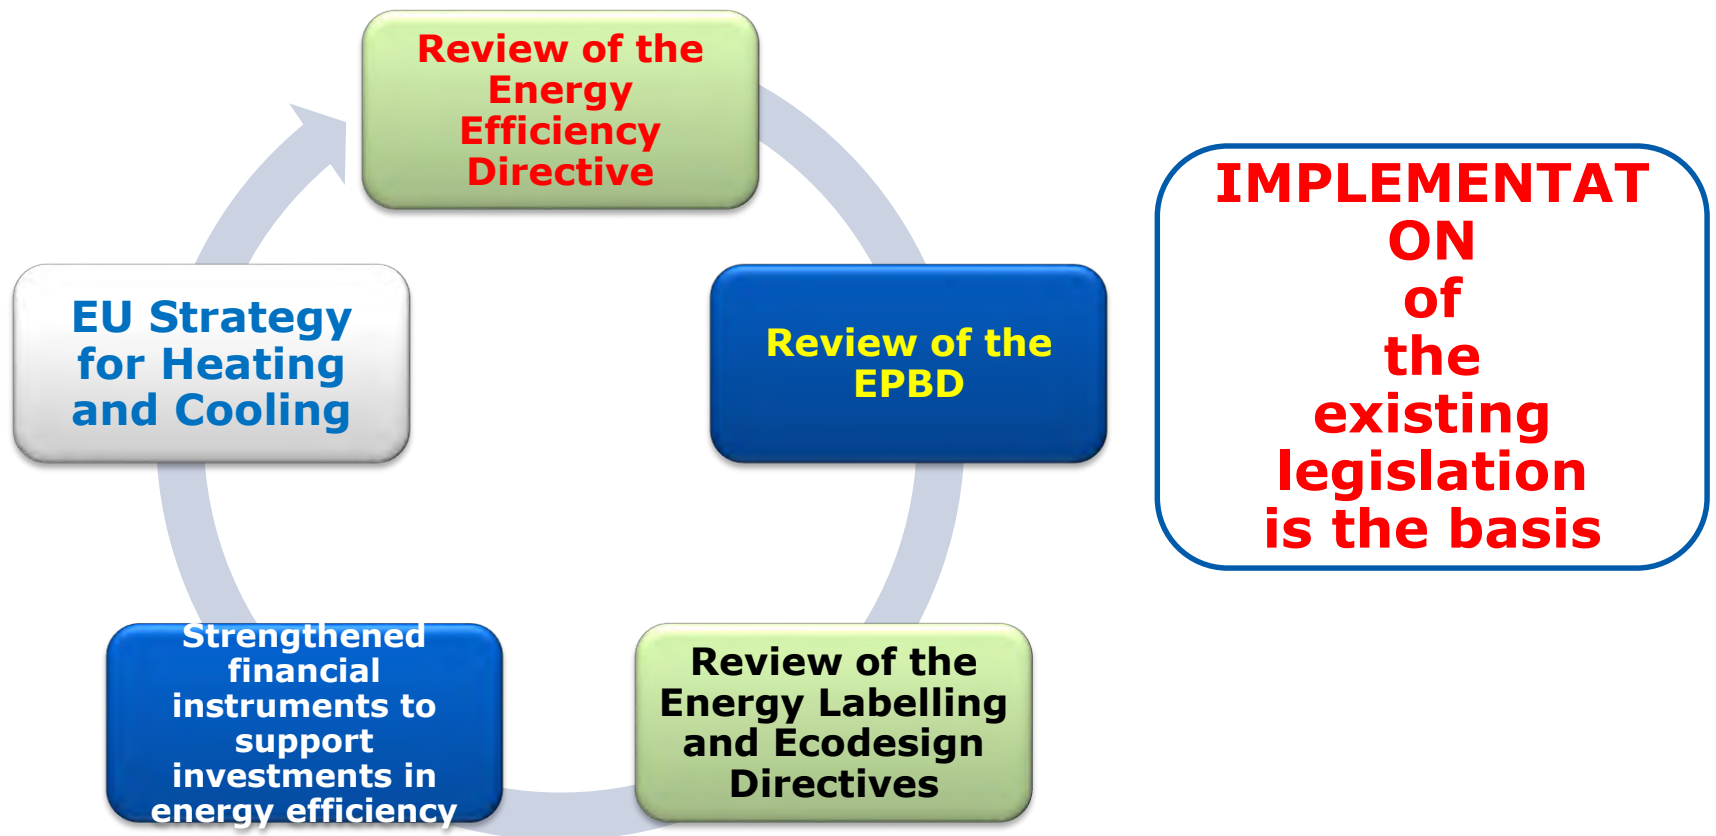 Review of the
Energy
Efficiency
Directive
EU Strategy
for Heating
and Cooling
Review of the
EPBD
Strengthened
financial
instruments to
support
investments in
energy efficiency
Review of the
Energy Labelling
and Ecodesign
Directives
IMPLEMENTAT
ON
of
the
existing
legislation
is the basis